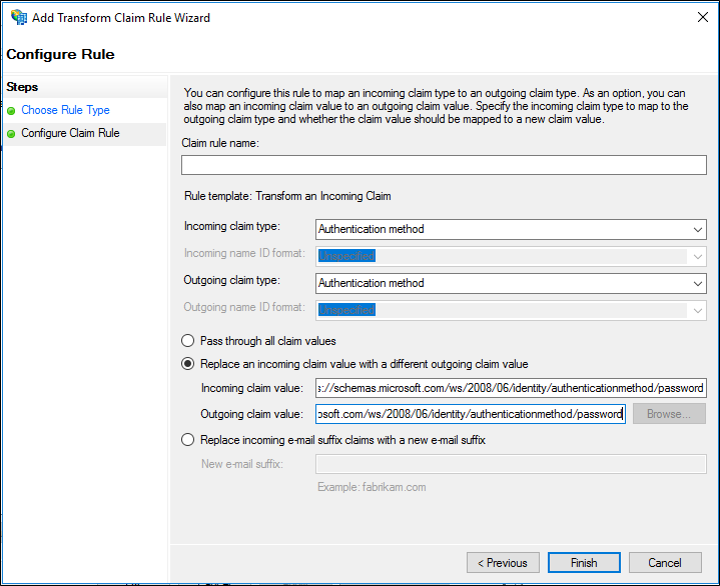 Add Transform Claim Rule Wizard
Configure Rule
Steps
Choose Rule Type
Configure Claim Rule
You can configure this rule to map an incoming claim type to an outgoing claim type. As an option, you can
also map an incoming claim value to an outgoing claim value. Specify the incoming claim type to map to the
outgoing claim type and whether the claim value should be mapped to a new claim value.
Claim rule name:
Rule template: Transform an Incoming Claim
Incoming claim type:
Authentication method
Incoming name ID format:
Unspecified
Outgoing claim type:
Authentication method
Outgoing name ID format:
Unspecified
Pass through all claim values
Replace an incoming claim value with a different outgoing claim value
Incoming claim value:
s://schemas.microsoft.com/ws/2008/06/identity/authenticationmethod/password
Outgoing claim value:
osoft.com/ws/2008/06/identity/authenticationmethod/password
Browse...
Replace incoming e-mail suffix claims with a new e-mail suffix
New e-mail suffix:
Example: fabrikam.com
< Previous
Finish
Cancel